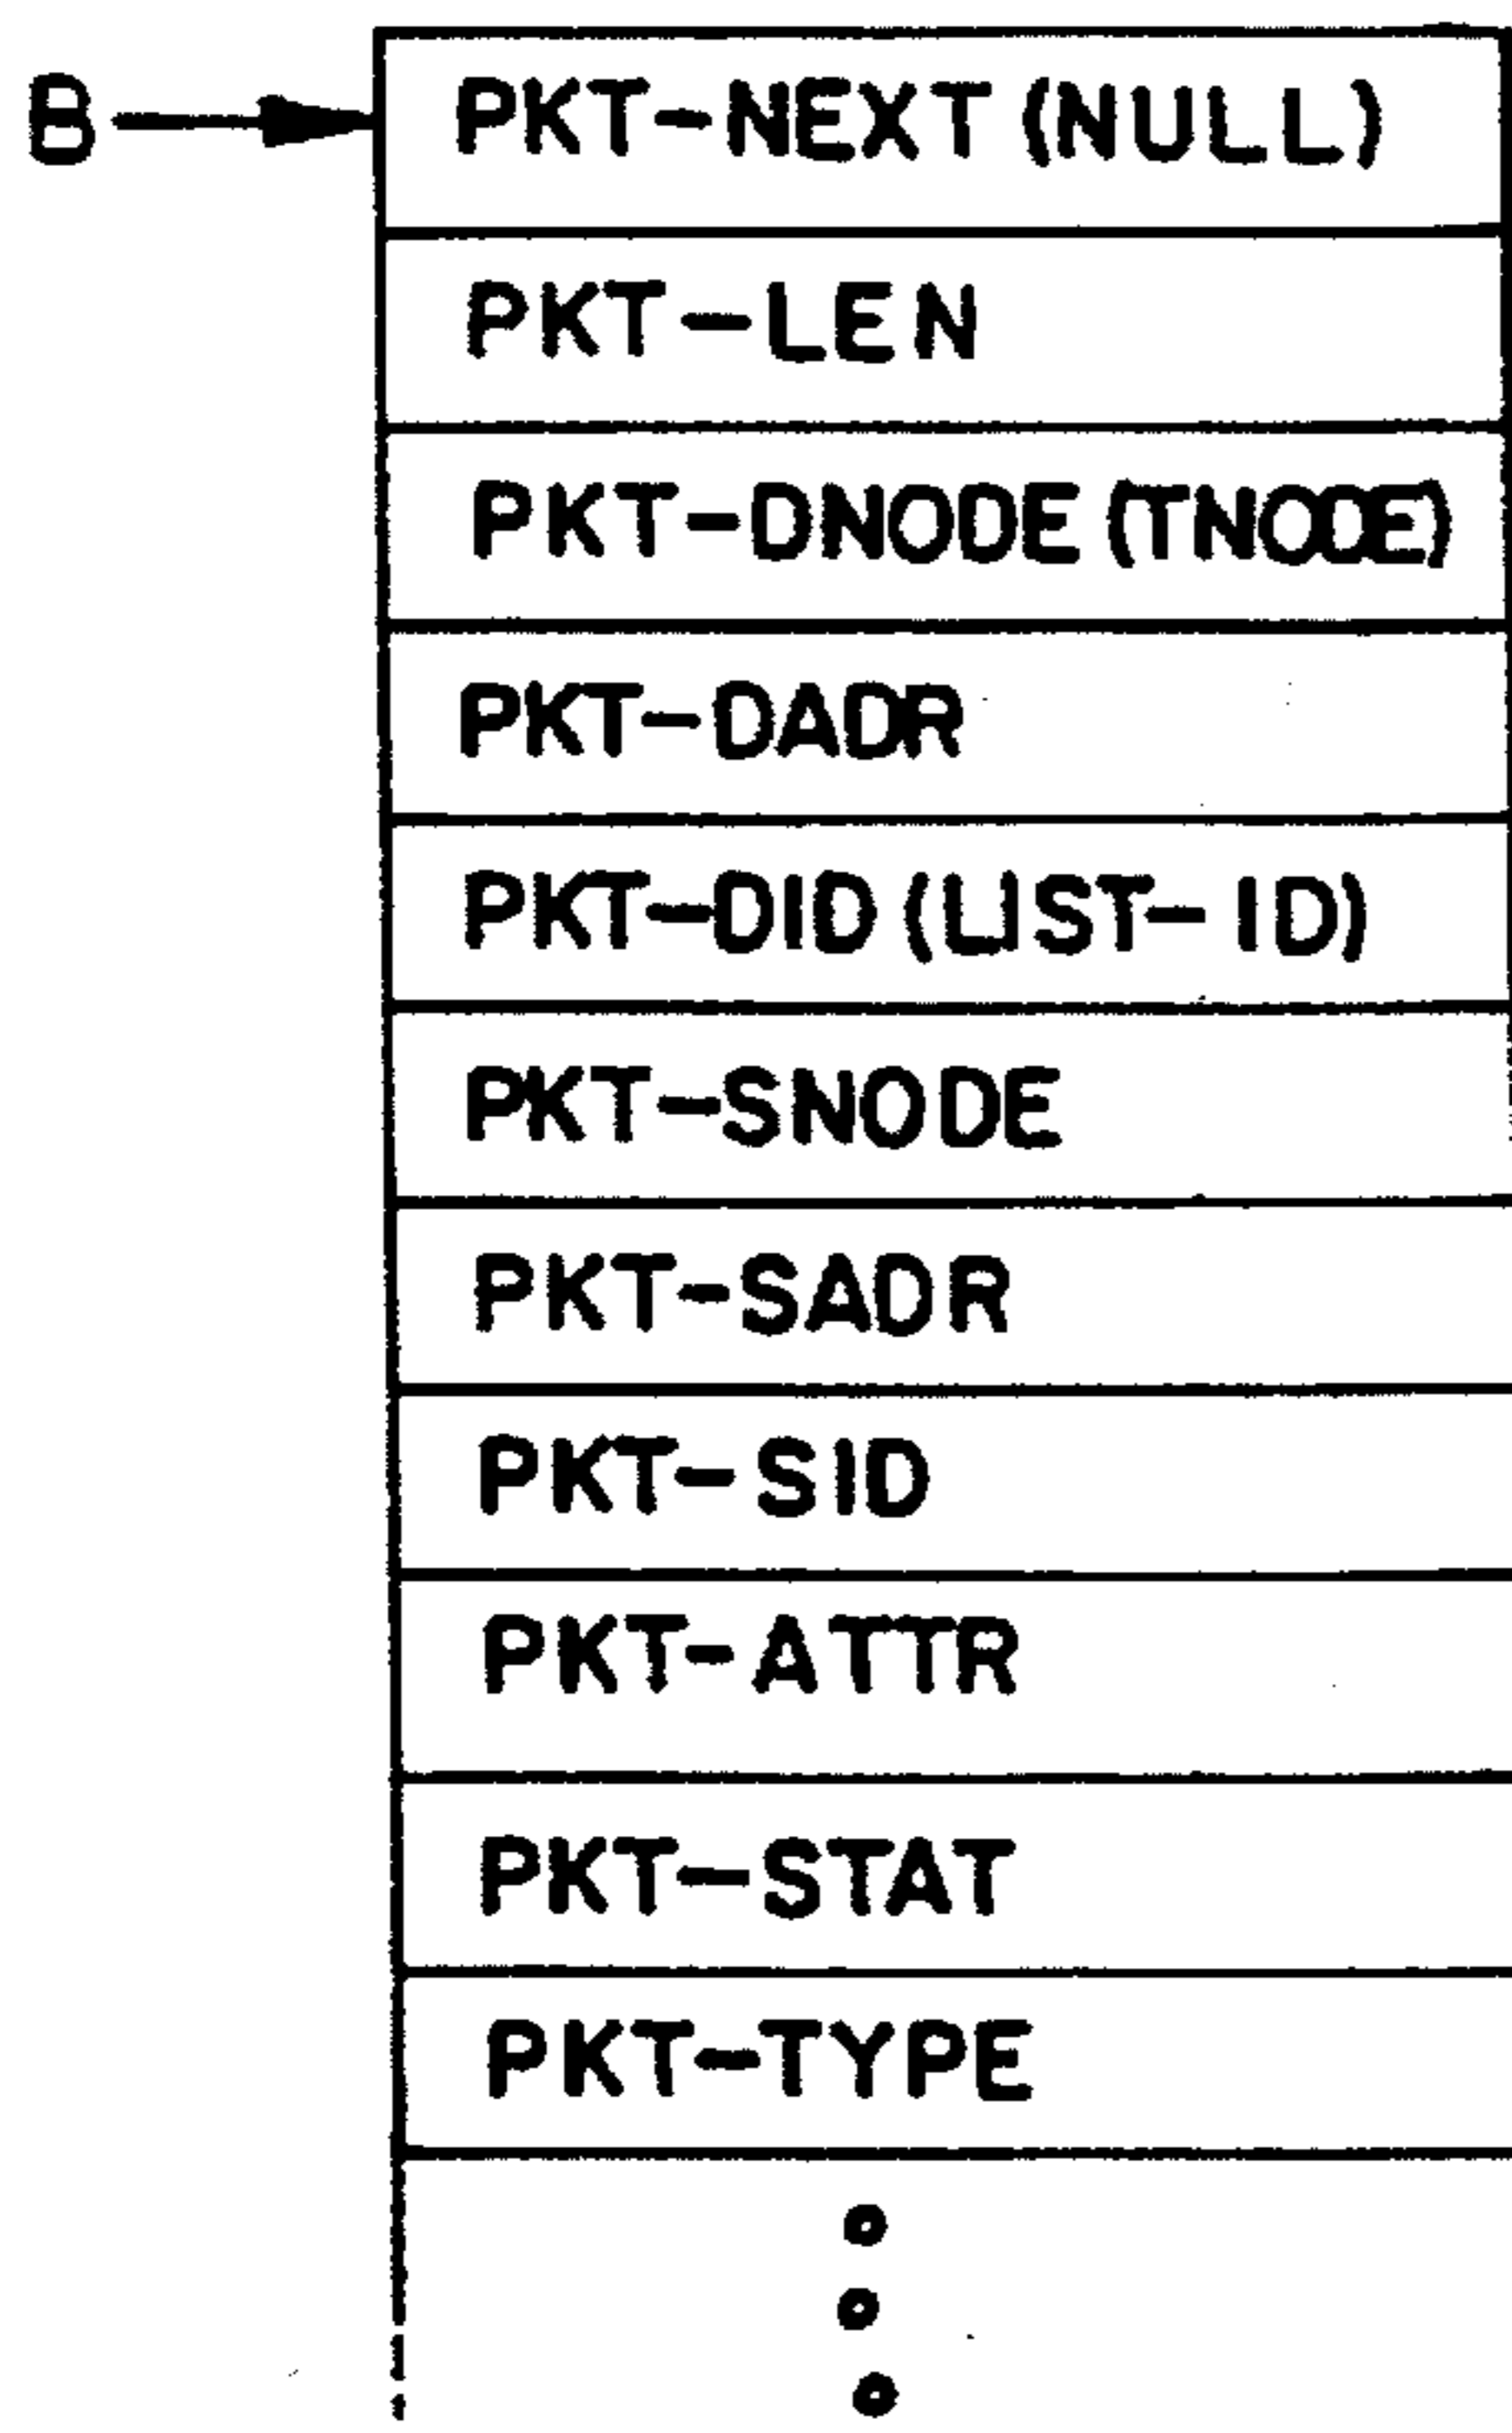 B
PKT-NEXT (NULL)
PKT-LEN
PKT-DNODE (TNODE)
PKT-DADR
PKT-DID (LIST-ID)
PKT-SNODE
PKT-SADR
PKT-SID
PKT-ATTR
PKT-STAT
PKT-TYPE